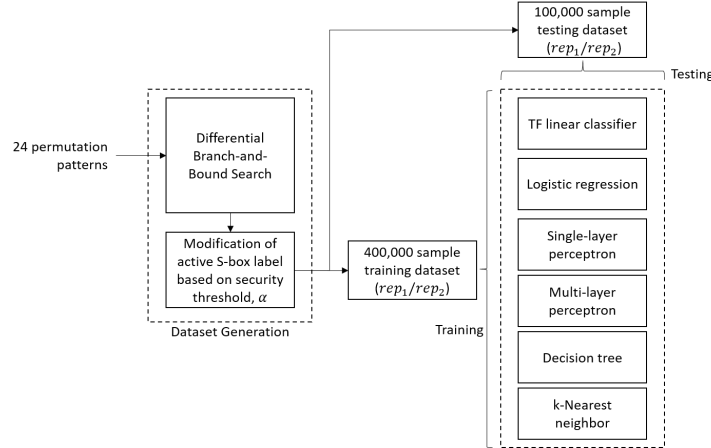 100,000 sample
testing dataset
(rep₁/rep₂)
Testing
24 permutation
patterns
Differential
Branch-and-
Bound Search
Modification of
active S-box label
based on security
threshold, α
Dataset Generation
400,000 sample
training dataset
(rep₁/rep₂)
Training
TF linear classifier
Logistic regression
Single-layer
perceptron
Multi-layer
perceptron
Decision tree
k-Nearest
neighbor